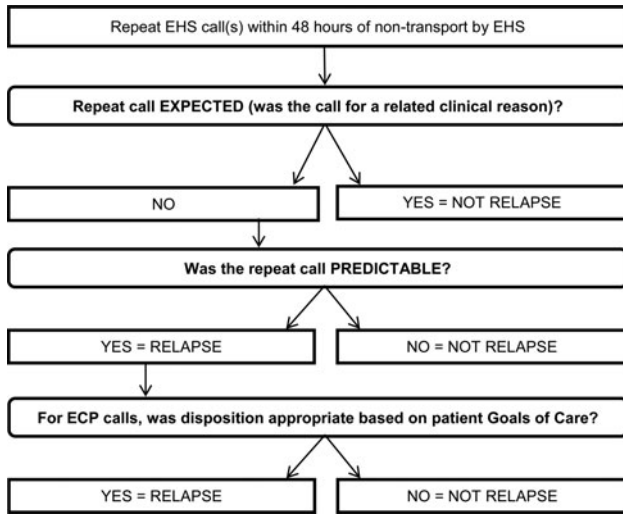 Repeat EHS call(s) within 48 hours of non-transport by EHS
Repeat call EXPECTED (was the call for a related clinical reason)?
NO
YES = NOT RELAPSE
Was the repeat call PREDICTABLE?
YES = RELAPSE
NO = NOT RELAPSE
For ECP calls, was disposition appropriate based on patient Goals of Care?
YES = RELAPSE
NO = NOT RELAPSE